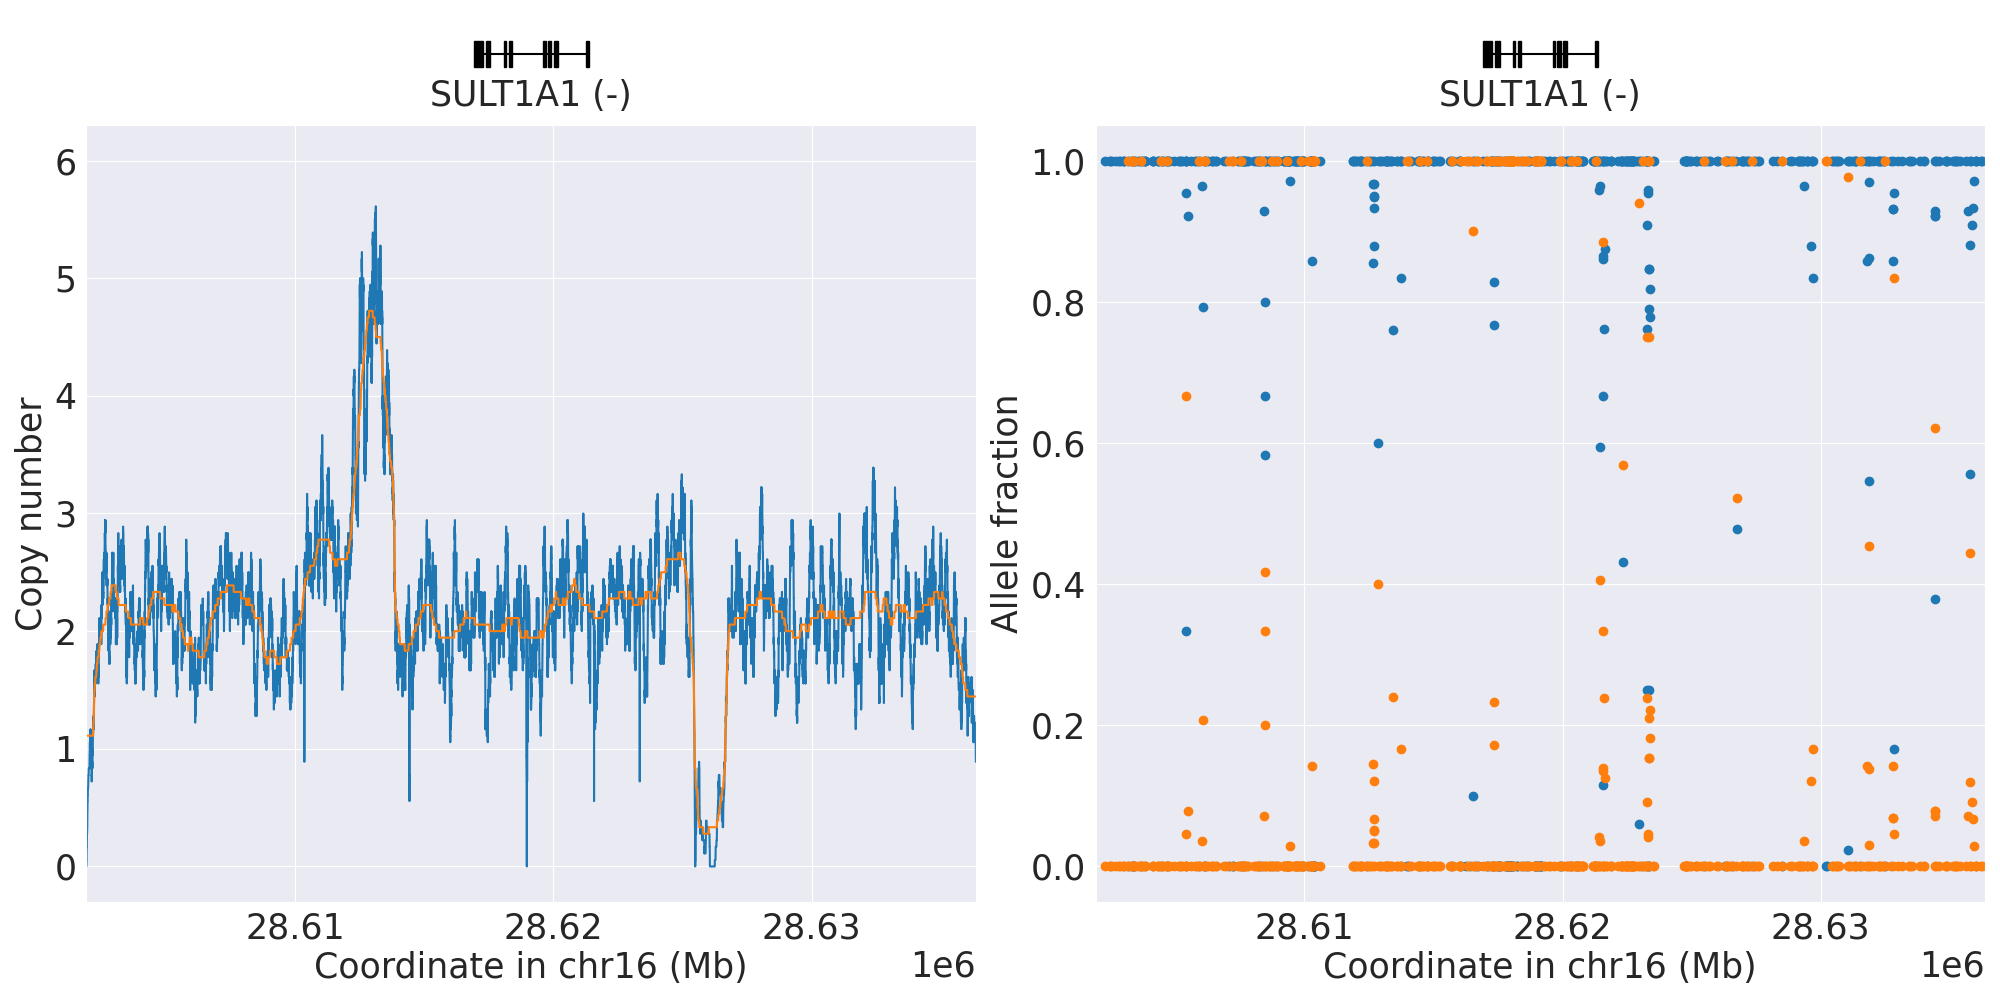 SULT1A1 (-)
6
5
4
3
2
1
0
Copy number
28.61
28.62
28.63
Coordinate in chr16 (Mb)
1e6
SULT1A1 (-)
1.0
0.8
0.6
0.4
0.2
0.0
Allele fraction
28.61
28.62
28.63
Coordinate in chr16 (Mb)
1e6